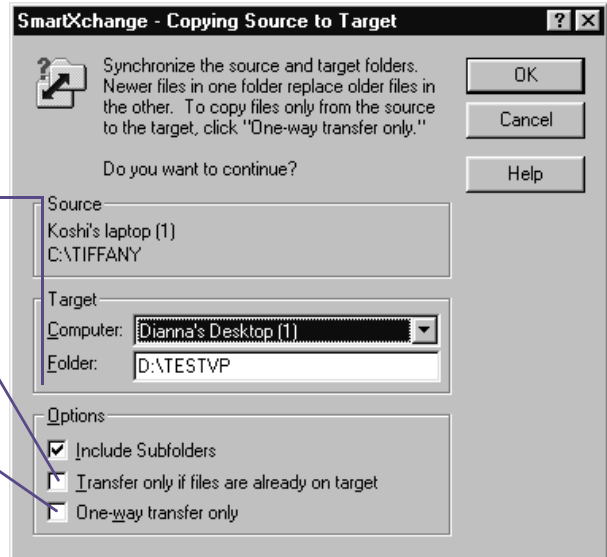 SmartXchange - Copying Source to Target
Synchronize the source and target folders.
Newer files in one folder replace older files in
the other. To copy files only from the source
to the target, click "One-way transfer only."
Do you want to continue?
OK
Cancel
Help
Source
Koshi's laptop (1)
C:\TIFFANY
Target
Computer: Dianna's Desktop (1)
Folder: D:\TESTVP
Options
Include Subfolders
Transfer only if files are already on target
One-way transfer only